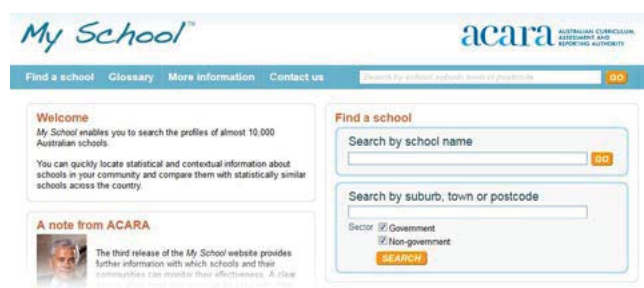 My School™
acara AUSTRALIAN CURRICULUM,
ASSESSMENT AND
REPORTING AUTHORITY
Find a school Glossary More information Contact us Search by school suburb, town or postcode GO
Welcome
My School enables you to search the profiles of almost 10,000
Australian schools.
You can quickly locate statistical and contextual information about
schools in your community and compare them with statistically similar
schools across the country.
A note from ACARA
The third release of the My School website provides
further information with which schools and their
communities can monitor their effectiveness. A clear
Find a school
Search by school name
GO
Search by suburb, town or postcode
Sector Government
Non-government
SEARCH